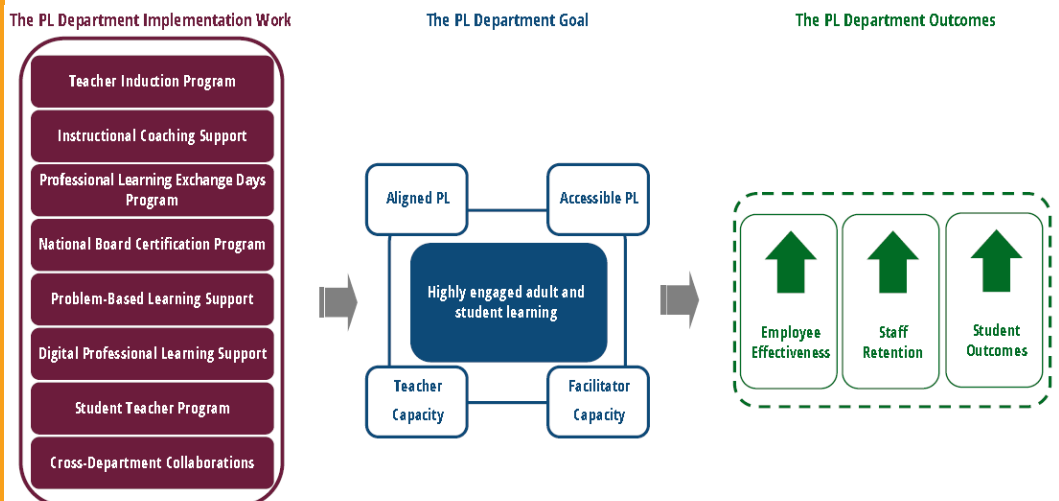 The PL Department Implementation Work
Teacher Induction Program
Instructional Coaching Support
Professional Learning Exchange Days
Program
National Board Certification Program
Problem-Based Learning Support
Digital Professional Learning Support
Student Teacher Program
Cross-Department Collaborations
The PL Department Goal
Aligned PL
Accessible PL
Highly engaged adult and
student learning
Teacher
Capacity
Facilitator
Capacity
The PL Department Outcomes
Employee
Effectiveness
Staff
Retention
Student
Outcomes